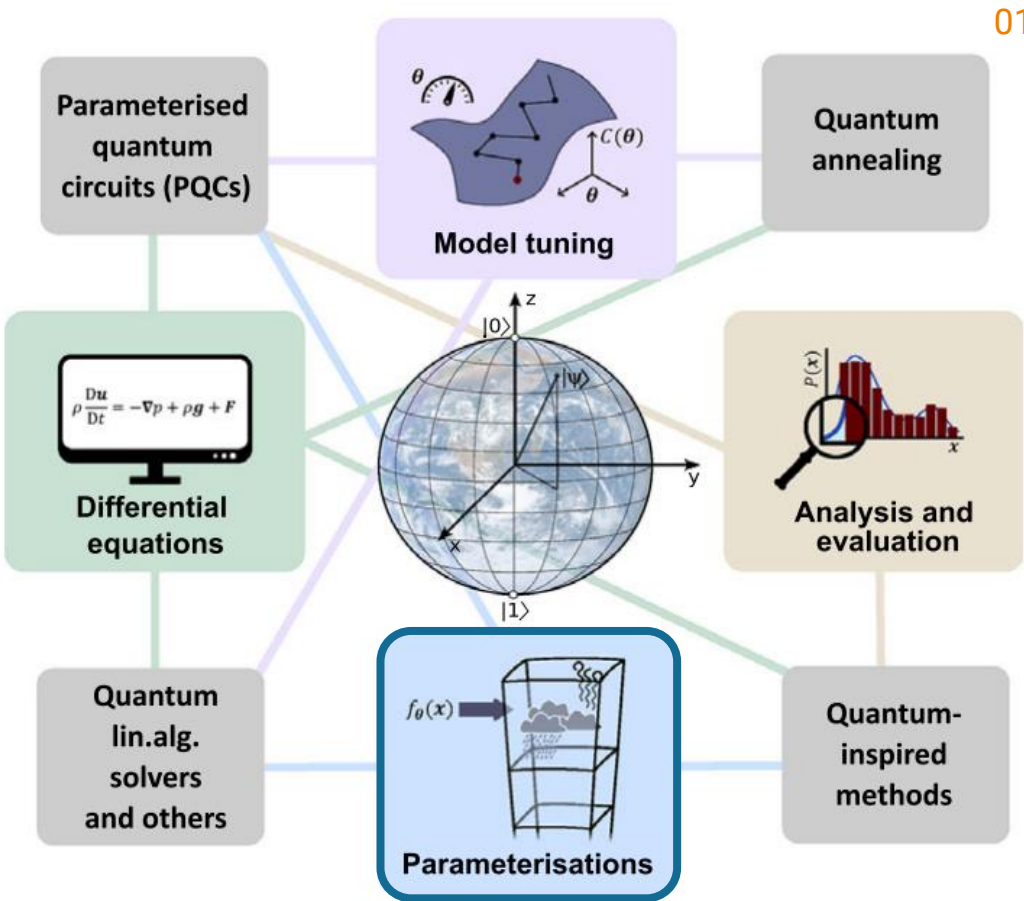 01
Parameterised
quantum
circuits (PQCs)
θ
C(θ)
θ
Model tuning
Quantum
annealing
ρ Du/Dt = −∇p + ρg + F
Differential
equations
z
|0⟩
|ψ⟩
y
x
|1⟩
P(x)
x
Analysis and
evaluation
Quantum
lin.alg.
solvers
and others
f_θ(x)
Parameterisations
Quantum-
inspired
methods